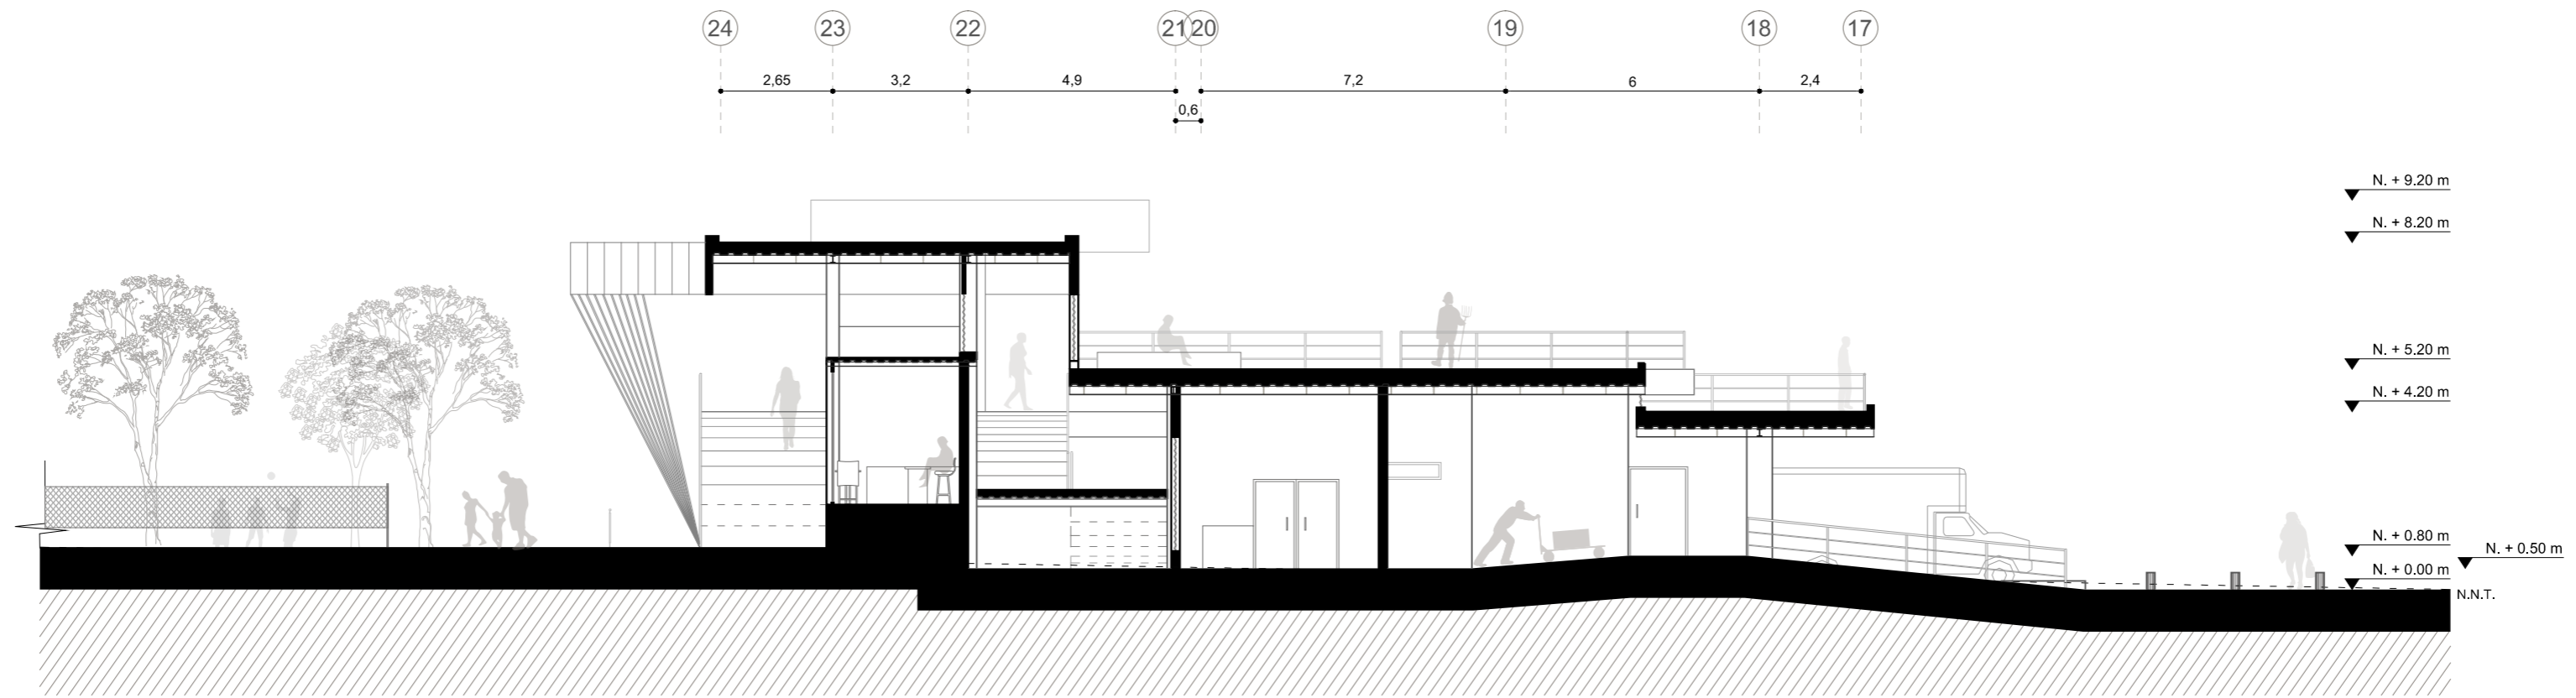 24 23 22 21 20 19 18 17
2,65 3,2 4,9 7,2 6 2,4
0,6
N. + 9.20 m
N. + 8.20 m
N. + 5.20 m
N. + 4.20 m
N. + 0.80 m
N. + 0.50 m
N. + 0.00 m
N.N.T.